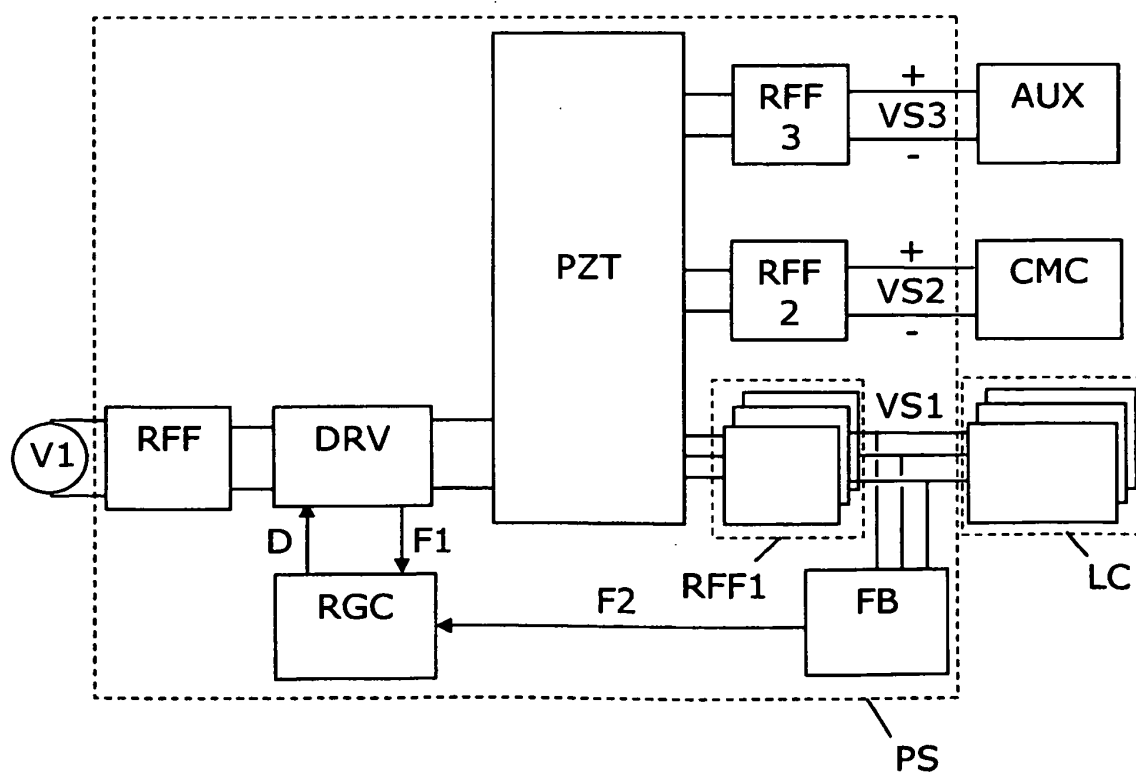 RFF
3
+
VS3
-
AUX
PZT
RFF
2
+
VS2
-
CMC
V1
RFF
DRV
VS1
D
F1
RFF1
LC
RGC
F2
FB
PS